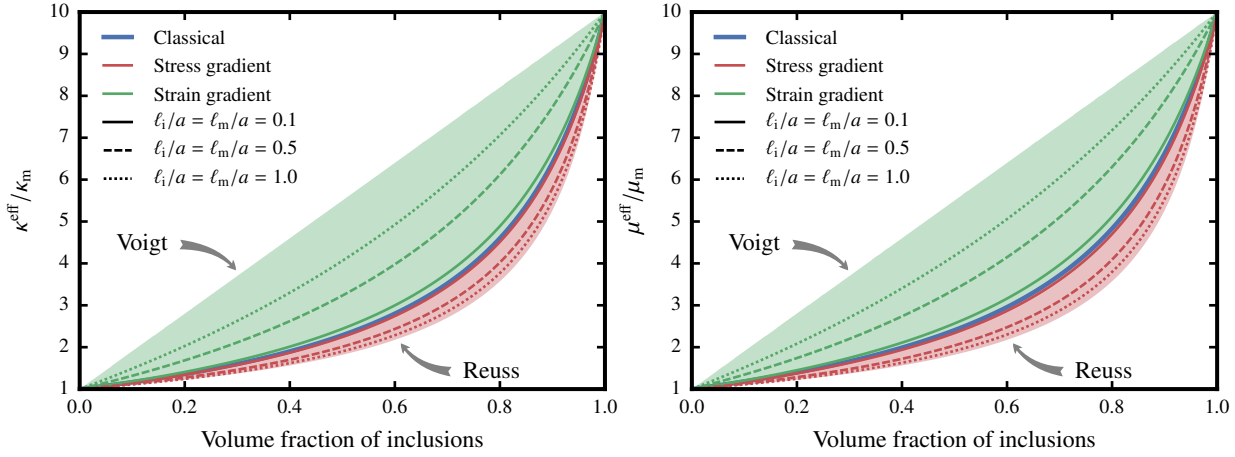 10
9
8
7
6
5
4
3
2
1
κ^eff/κ_m
Classical
Stress gradient
Strain gradient
ℓ_i/a = ℓ_m/a = 0.1
ℓ_i/a = ℓ_m/a = 0.5
ℓ_i/a = ℓ_m/a = 1.0
Voigt
Reuss
0.0 0.2 0.4 0.6 0.8 1.0
Volume fraction of inclusions
10
9
8
7
6
5
4
3
2
1
μ^eff/μ_m
Classical
Stress gradient
Strain gradient
ℓ_i/a = ℓ_m/a = 0.1
ℓ_i/a = ℓ_m/a = 0.5
ℓ_i/a = ℓ_m/a = 1.0
Voigt
Reuss
0.0 0.2 0.4 0.6 0.8 1.0
Volume fraction of inclusions